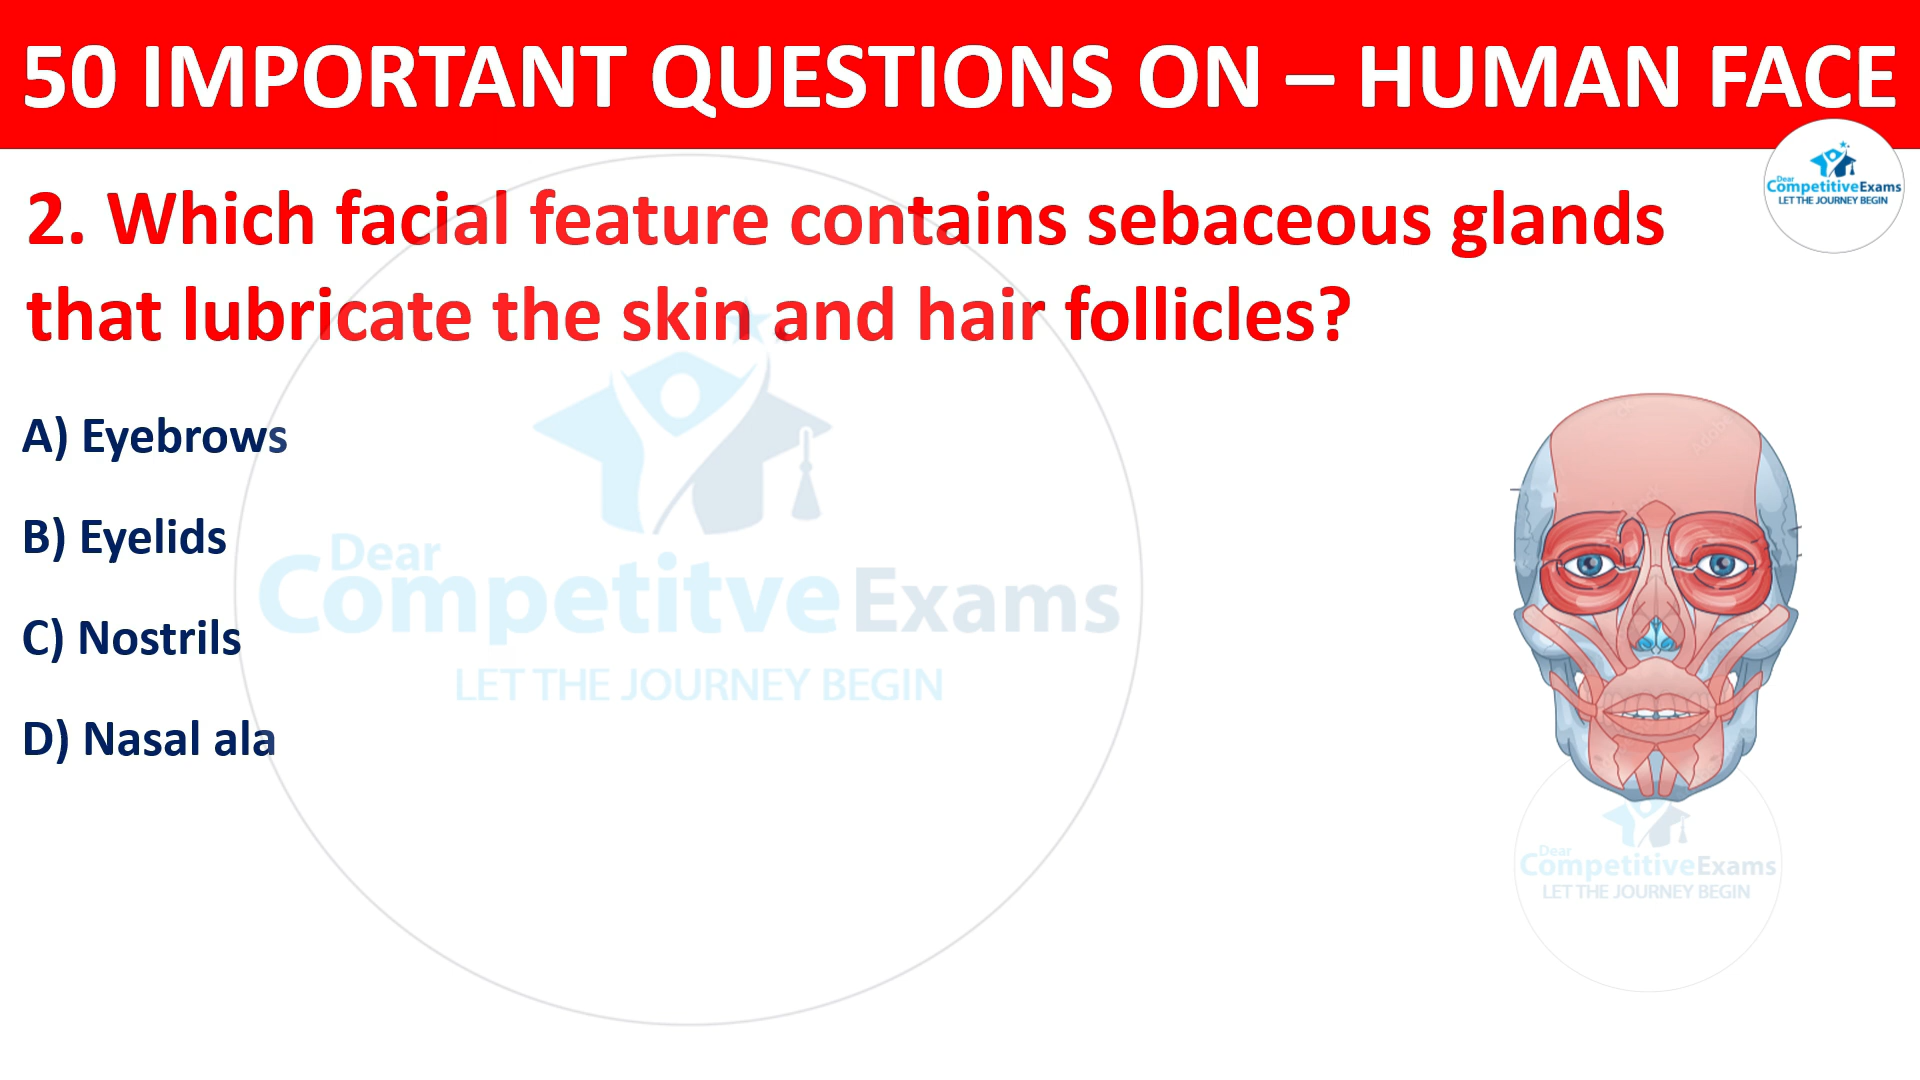 50 IMPORTANT QUESTIONS ON – HUMAN FACE
Dear
CompetitiveExams
LET THE JOURNEY BEGIN
2. Which facial feature contains sebaceous glands
that lubricate the skin and hair follicles?
A) Eyebrows
B) Eyelids
C) Nostrils
D) Nasal ala
Dear
CompetitveExams
LET THE JOURNEY BEGIN
Dear
CompetitiveExams
LET THE JOURNEY BEGIN